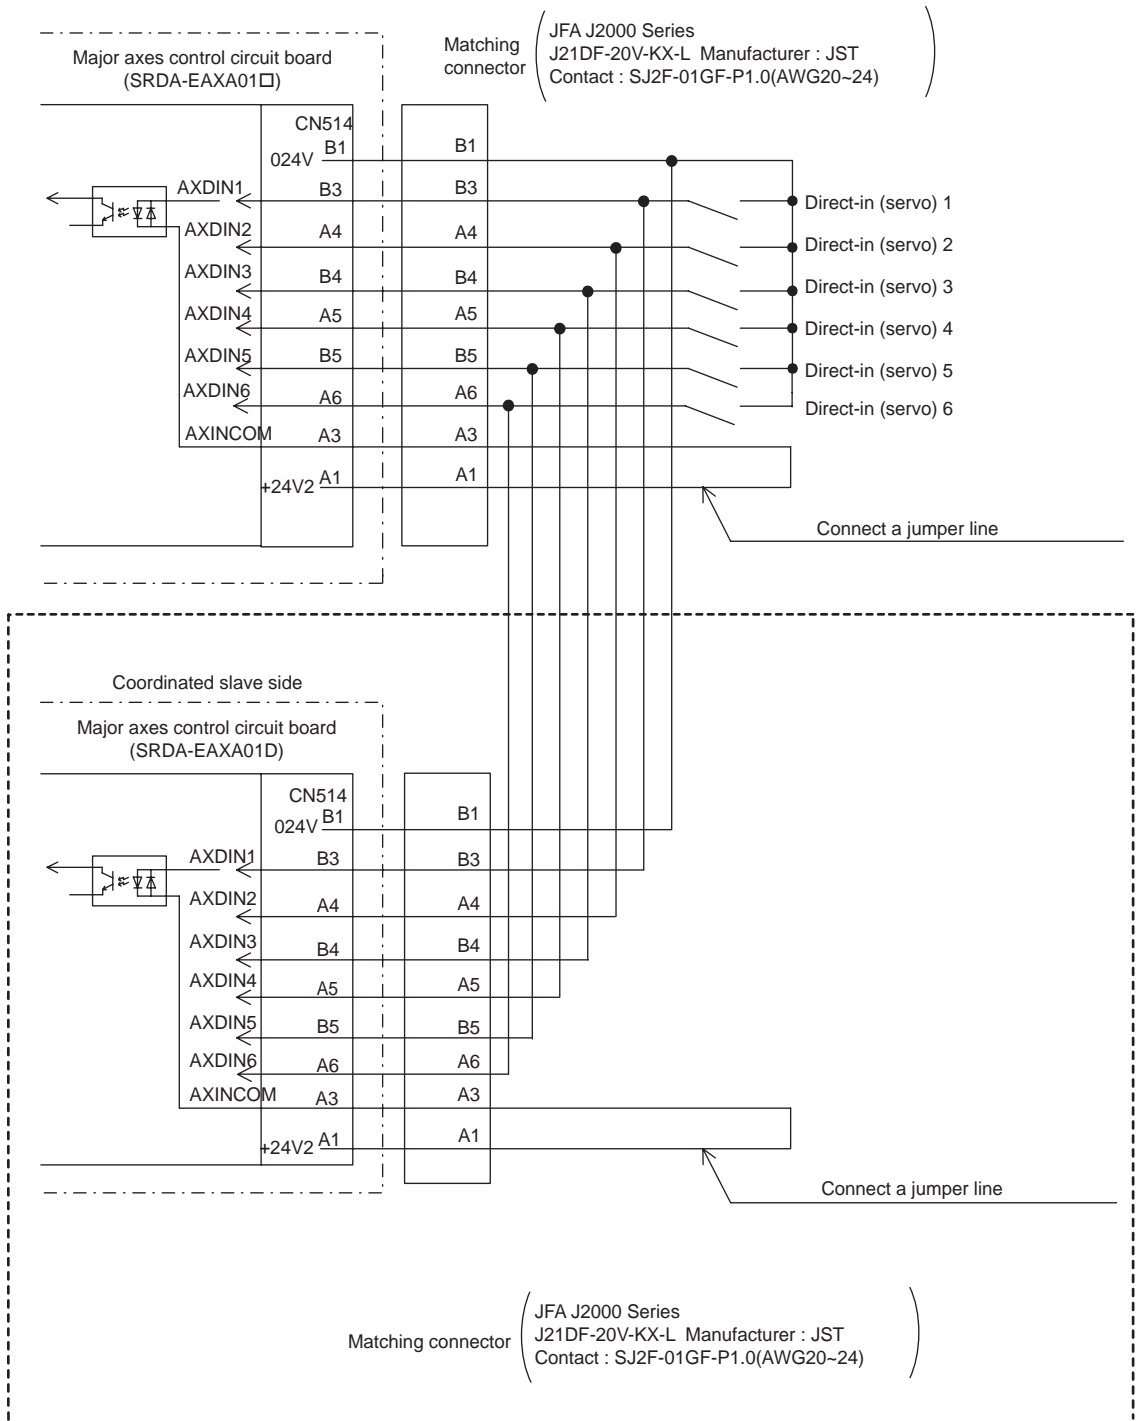 Major axes control circuit board
(SRDA-EAXA01□)
Matching
connector
JFA J2000 Series
J21DF-20V-KX-L  Manufacturer : JST
Contact : SJ2F-01GF-P1.0(AWG20~24)
CN514
024V B1 B1
AXDIN1 B3 B3 Direct-in (servo) 1
AXDIN2 A4 A4 Direct-in (servo) 2
AXDIN3 B4 B4 Direct-in (servo) 3
AXDIN4 A5 A5 Direct-in (servo) 4
AXDIN5 B5 B5 Direct-in (servo) 5
AXDIN6 A6 A6 Direct-in (servo) 6
AXINCOM A3 A3
+24V2 A1 A1
Connect a jumper line
Coordinated slave side
Major axes control circuit board
(SRDA-EAXA01D)
CN514
024V B1 B1
AXDIN1 B3 B3
AXDIN2 A4 A4
AXDIN3 B4 B4
AXDIN4 A5 A5
AXDIN5 B5 B5
AXDIN6 A6 A6
AXINCOM A3 A3
+24V2 A1 A1
Connect a jumper line
Matching connector
JFA J2000 Series
J21DF-20V-KX-L  Manufacturer : JST
Contact : SJ2F-01GF-P1.0(AWG20~24)